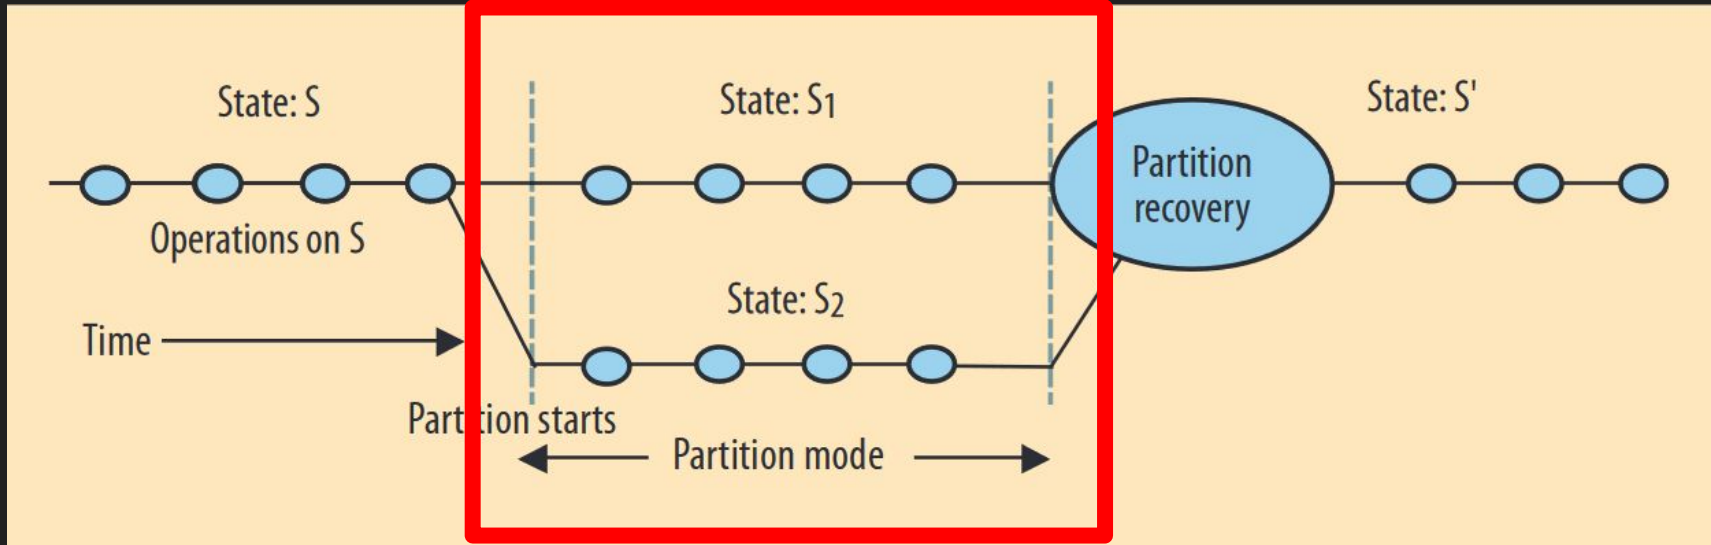 State: S
State: S1
State: S'
Partition
recovery
Operations on S
State: S2
Time
Partition starts
Partition mode